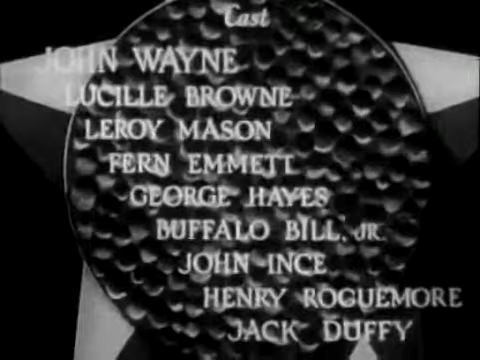 Cast
JOHN WAYNE
LUCILLE BROWNE
LEROY MASON
FERN EMMETT
GEORGE HAYES
BUFFALO BILL, JR.
JOHN INCE
HENRY ROGUEMORE
JACK DUFFY